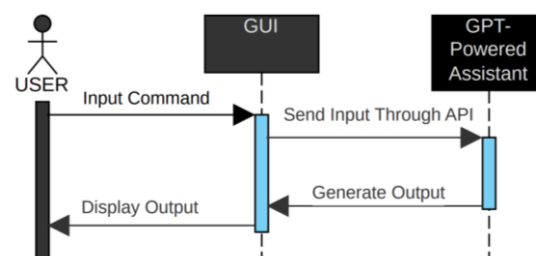 GUI
GPT-
Powered
Assistant
USER
Input Command
Send Input Through API
Generate Output
Display Output